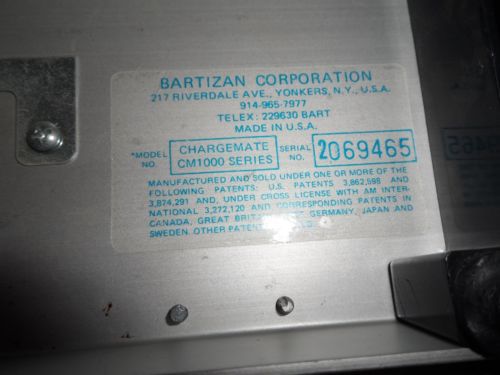 BARTIZAN CORPORATION
217 RIVERDALE AVE., YONKERS, N.Y., U.S.A.
914-965-7977
TELEX: 229630 BART
MADE IN U.S.A.
*MODEL NO. CHARGEMATE CM1000 SERIES SERIAL NO. 2069465
MANUFACTURED AND SOLD UNDER ONE OR MORE OF THE
FOLLOWING PATENTS: U.S. PATENTS 3,862,598 AND
3,874,291 AND, UNDER CROSS LICENSE WITH AM INTER-
NATIONAL 3,272,120 AND CORRESPONDING PATENTS IN
CANADA, GREAT BRITAIN, WEST GERMANY, JAPAN AND
SWEDEN. OTHER PATENTS PENDING.